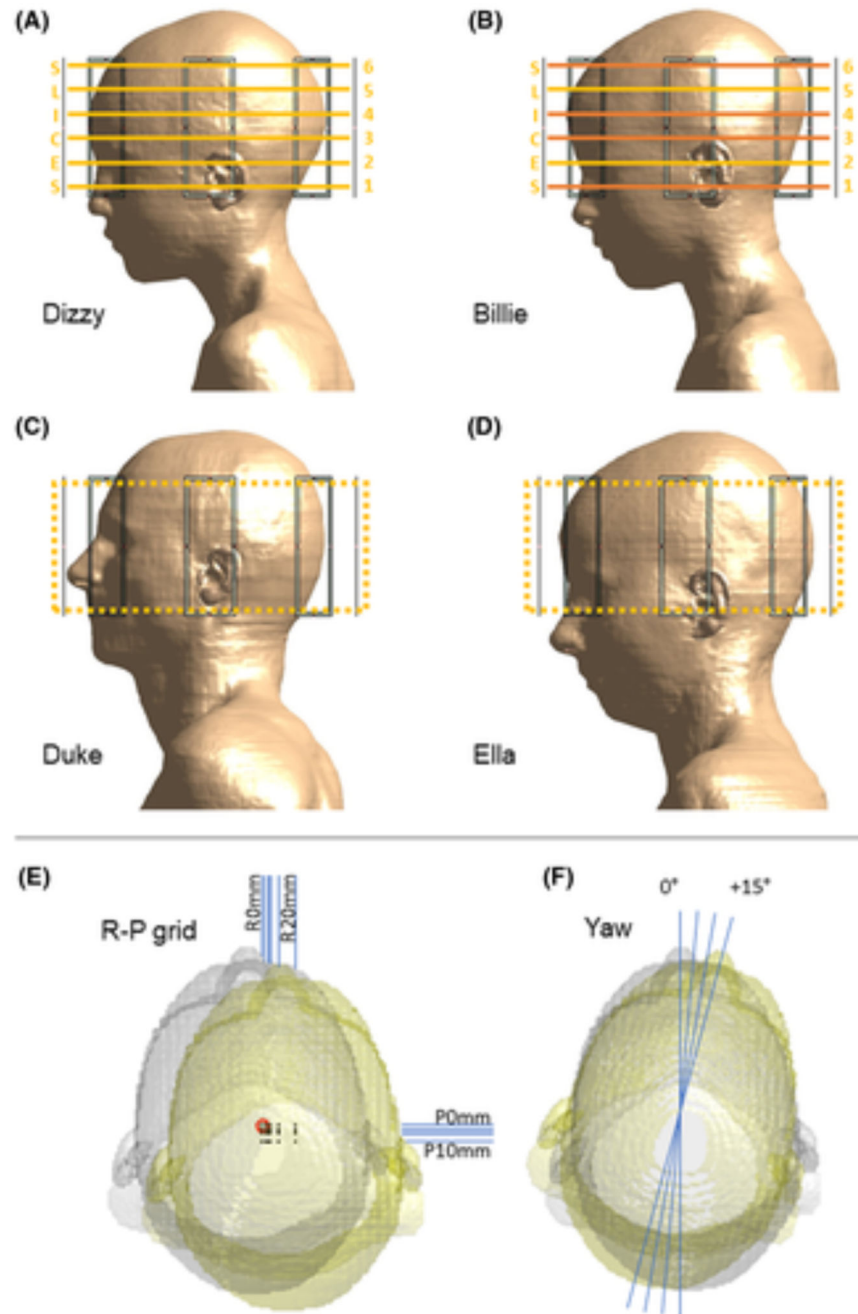 (A)
S 6
L 5
I 4
C 3
E 2
S 1
Dizzy
(B)
S 6
L 5
I 4
C 3
E 2
S 1
Billie
(C)
Duke
(D)
Ella
(E)
R-P grid
R0mm
R20mm
P0mm
P10mm
(F)
0° +15°
Yaw